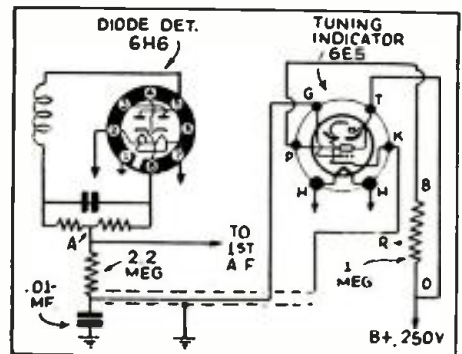 DIODE DET.
6H6
TUNING
INDICATOR
6E5
G
T
P
K
H
H
B
R
1
MEG
O
A
TO
1ST
A F
2.2
MEG
.01-
MF.
B+, 250V